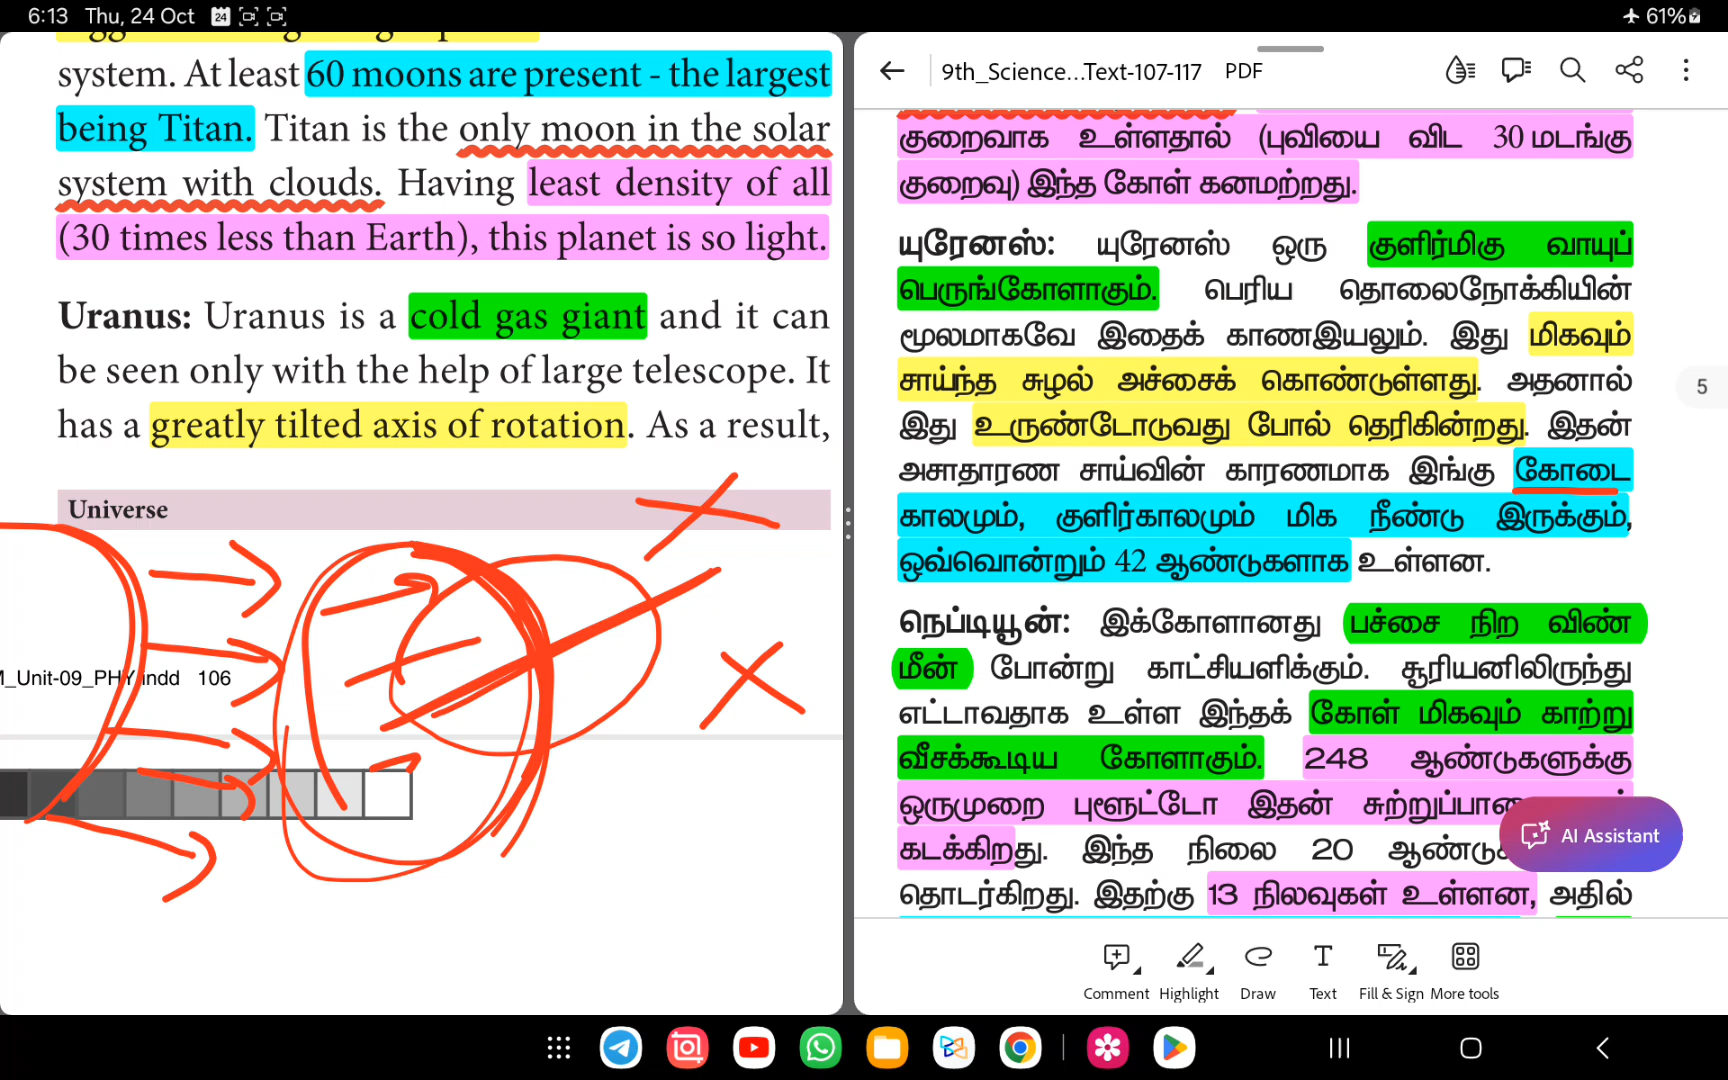 6:13 Thu, 24 Oct 24
61%
system. At least 60 moons are present - the largest
being Titan. Titan is the only moon in the solar
system with clouds. Having least density of all
(30 times less than Earth), this planet is so light.
Uranus: Uranus is a cold gas giant and it can
be seen only with the help of large telescope. It
has a greatly tilted axis of rotation. As a result,
Universe
M_Unit-09_PHY.indd 106
9th_Science...Text-107-117 PDF
குறைவாக உள்ளதால் (புவியை விட 30 மடங்கு
குறைவு) இந்த கோள் கனமற்றது.
யுரேனஸ்: யுரேனஸ் ஒரு குளிர்மிகு வாயுப்
பெருங்கோளாகும். பெரிய தொலைநோக்கியின்
மூலமாகவே இதைக் காணஇயலும். இது மிகவும்
சாய்ந்த சுழல் அச்சைக் கொண்டுள்ளது. அதனால்
இது உருண்டோடுவது போல் தெரிகின்றது. இதன்
அசாதாரண சாய்வின் காரணமாக இங்கு கோடை
காலமும், குளிர்காலமும் மிக நீண்டு இருக்கும்,
ஒவ்வொன்றும் 42 ஆண்டுகளாக உள்ளன.
நெப்டியூன்: இக்கோளானது பச்சை நிற விண்
மீன் போன்று காட்சியளிக்கும். சூரியனிலிருந்து
எட்டாவதாக உள்ள இந்தக் கோள் மிகவும் காற்று
வீசக்கூடிய கோளாகும். 248 ஆண்டுகளுக்கு
ஒருமுறை புளூட்டோ இதன்
கடக்கிறது. இந்த நிலை 20
தொடர்கிறது. இதற்கு 13 நிலவுகள் உள்ளன, அதில்
5
AI Assistant
Comment Highlight Draw Text Fill & Sign More tools